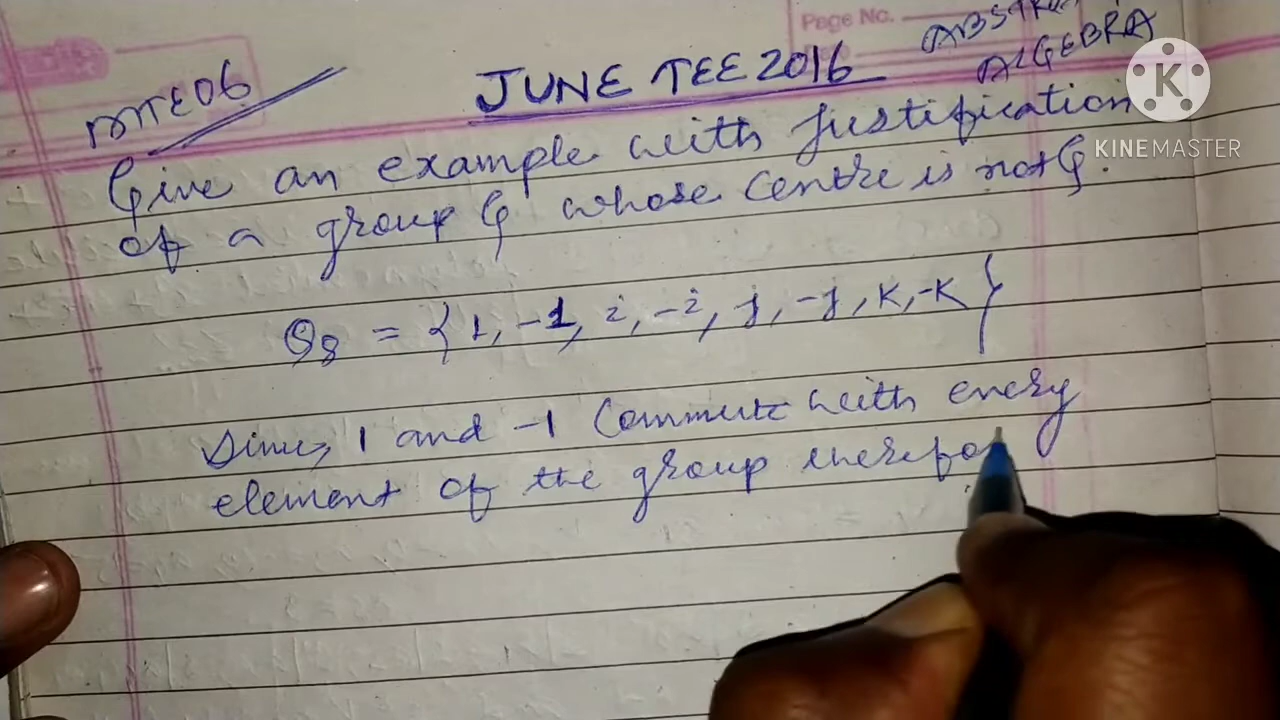 Page No.
ABSTRA
ALGEBRA
MTE06
JUNE TEE 2016
K
KINEMASTER
Give an example with justification
of a group G whose centre is not G.
Q8 = {1, -1, i, -i, j, -j, k, -k}
Since, 1 and -1 commute with every
element of the group therefo